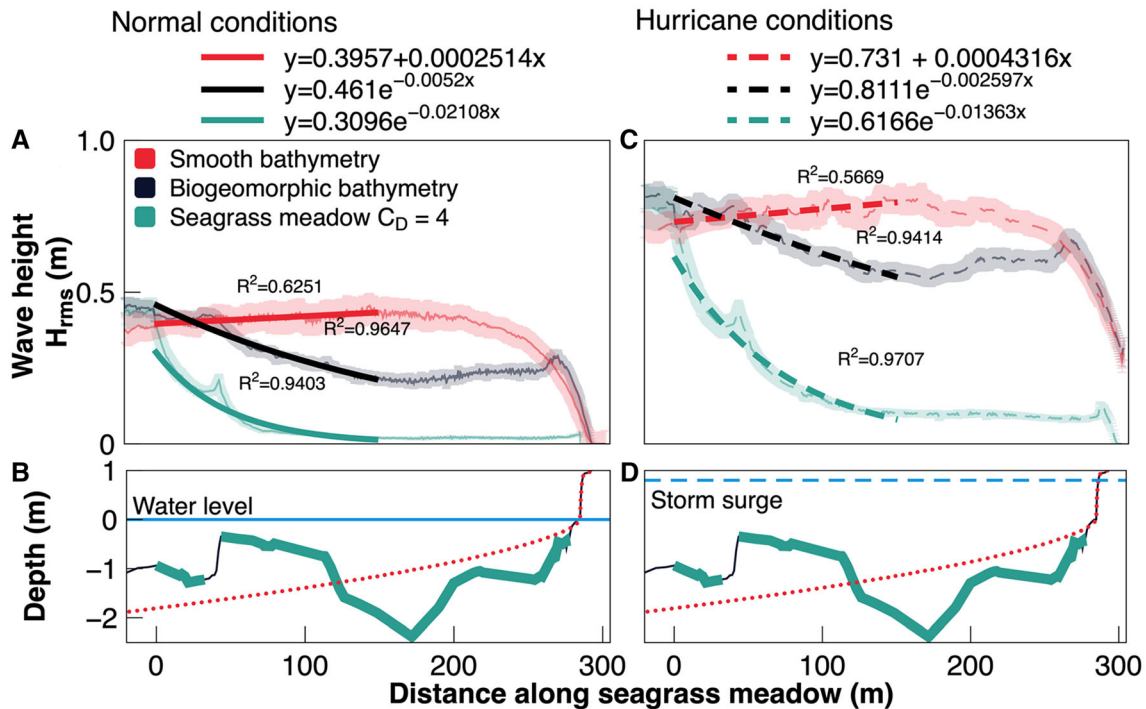 Normal conditions
y=0.3957+0.0002514x
y=0.461e^-0.0052x
y=0.3096e^-0.02108x
Hurricane conditions
y=0.731 + 0.0004316x
y=0.8111e^-0.002597x
y=0.6166e^-0.01363x
A
1.0
0.5
0
Wave height
H_rms (m)
Smooth bathymetry
Biogeomorphic bathymetry
Seagrass meadow C_D = 4
R²=0.6251
R²=0.9647
R²=0.9403
C
R²=0.5669
R²=0.9414
R²=0.9707
B
1
0
−1
−2
Depth (m)
Water level
0
100
200
300
D
Storm surge
0
100
200
300
Distance along seagrass meadow (m)